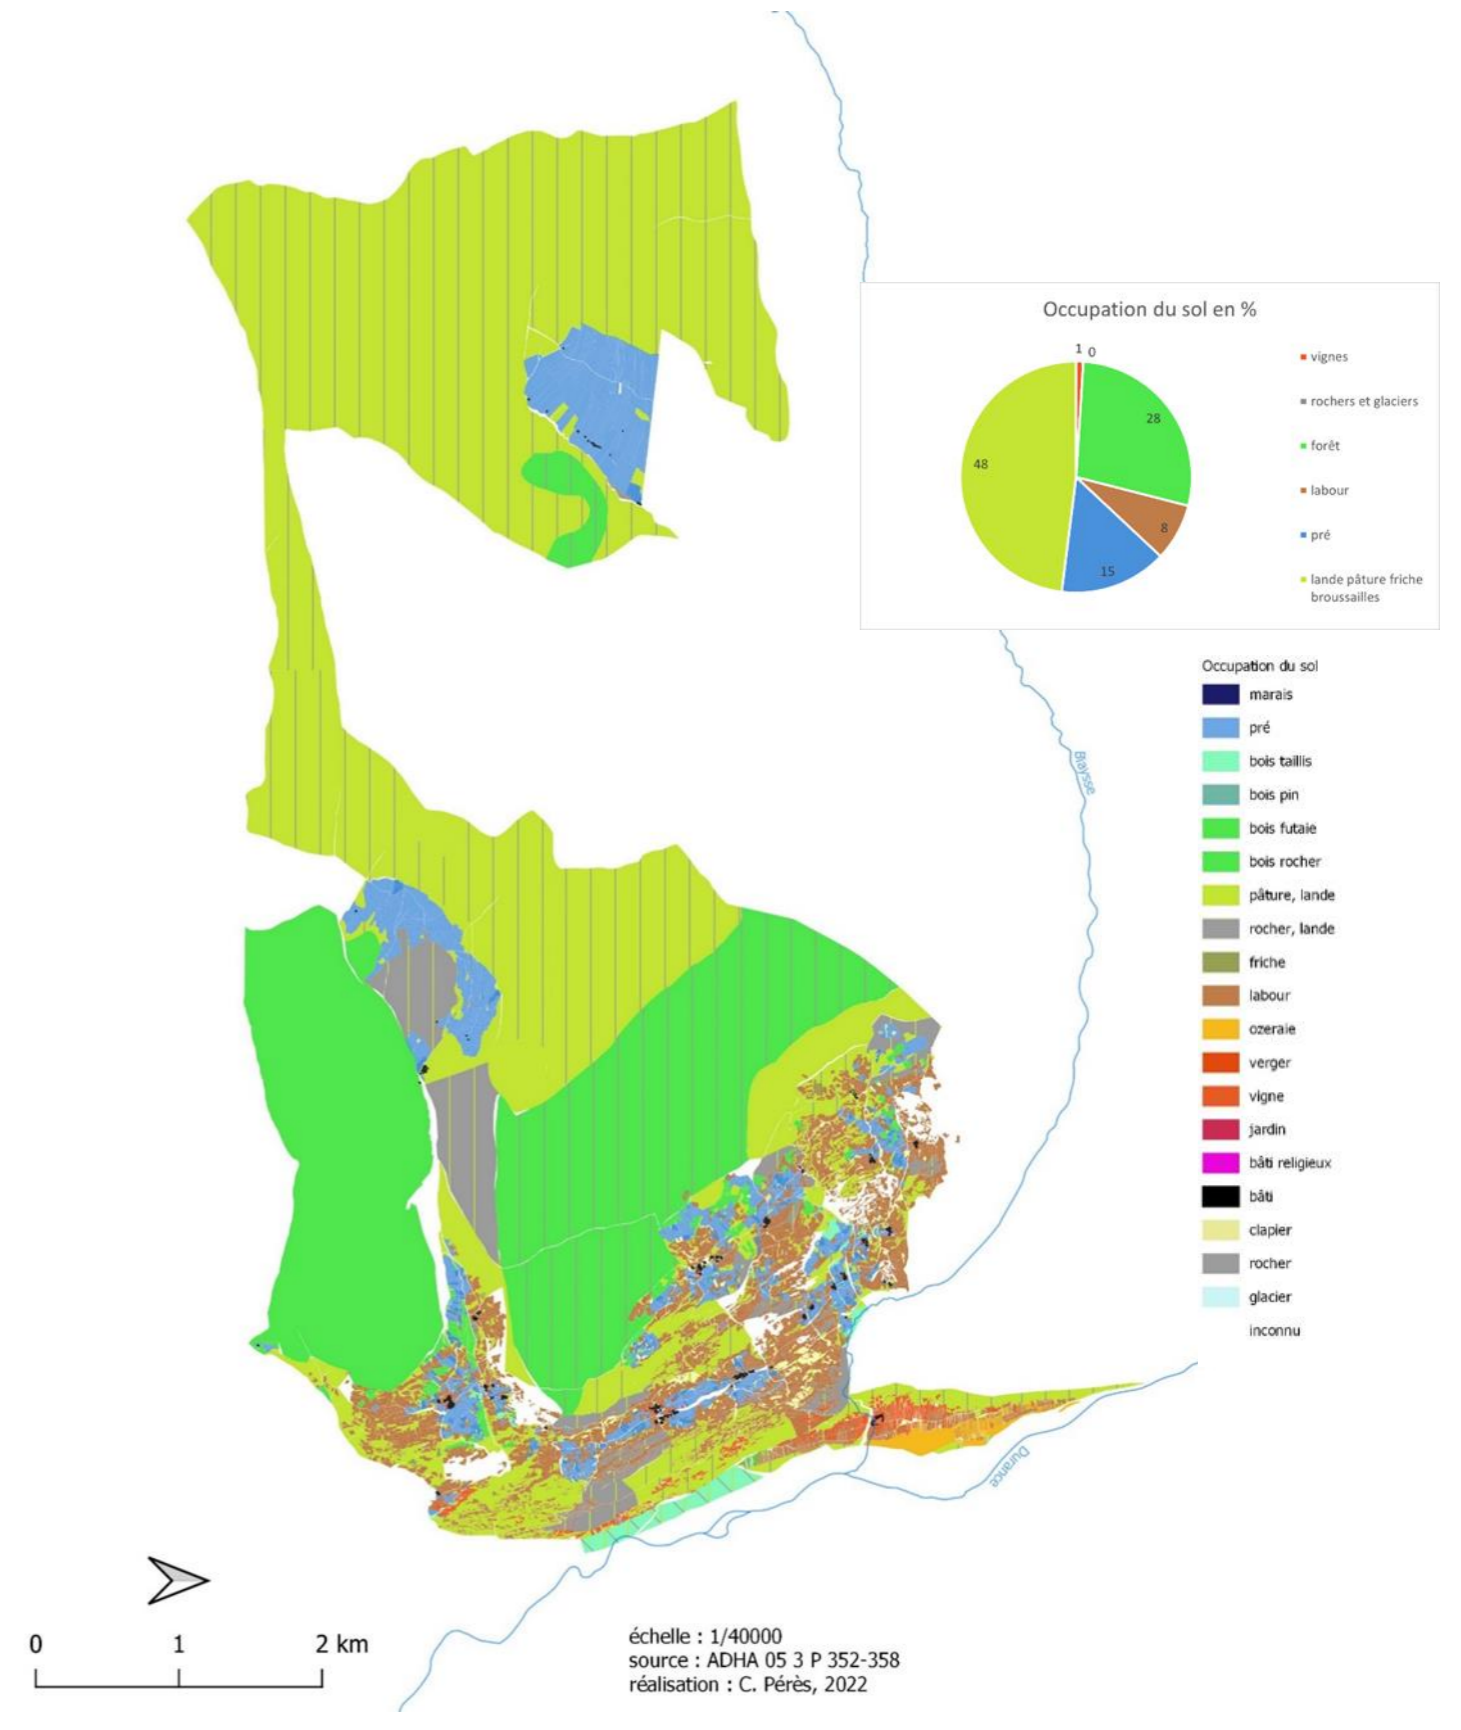 Occupation du sol en %
1 0
28
48
8
15
vignes
rochers et glaciers
forêt
labour
pré
lande pâture friche
broussailles
Occupation du sol
marais
pré
bois taillis
bois pin
bois futaie
bois rocher
pâture, lande
rocher, lande
friche
labour
ozeraie
verger
vigne
jardin
bâti religieux
bâti
clapier
rocher
glacier
inconnu
Biaysse
Durance
0 1 2 km
échelle : 1/40000
source : ADHA 05 3 P 352-358
réalisation : C. Pérès, 2022